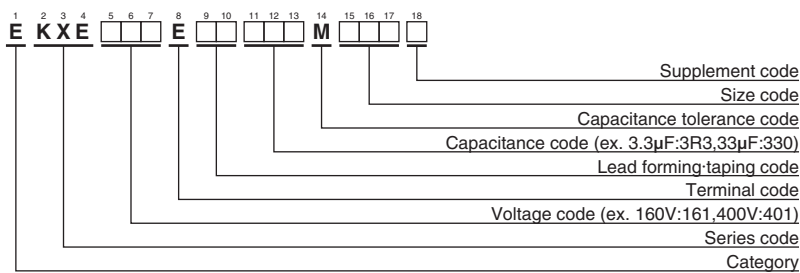 1 2 3 4 5 6 7 8 9 10 11 12 13 14 15 16 17 18
E K X E □ □ □ E □ □ □ □ □ M □ □ □ □
Supplement code
Size code
Capacitance tolerance code
Capacitance code (ex. 3.3μF:3R3,33μF:330)
Lead forming·taping code
Terminal code
Voltage code (ex. 160V:161,400V:401)
Series code
Category